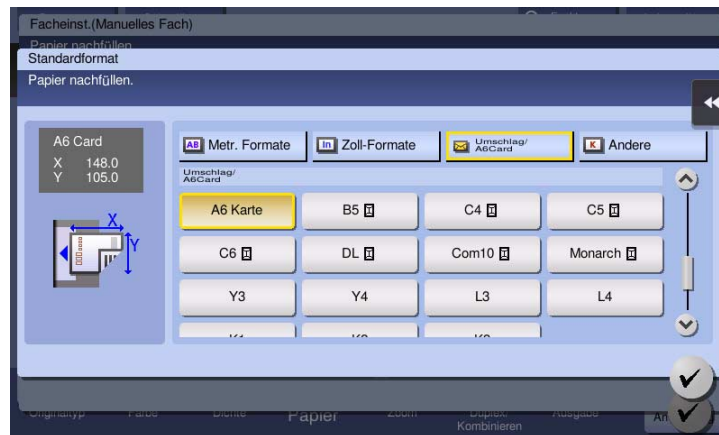 Facheinst.(Manuelles Fach)
Papier nachfüllen
Standardformat
Papier nachfüllen.
A6 Card
X 148.0
Y 105.0
X
Y
AB Metr. Formate
In Zoll-Formate
Umschlag/
A6Card
K Andere
Umschlag/
A6Card
A6 Karte
B5
C4
C5
C6
DL
Com10
Monarch
Y3
Y4
L3
L4
Originaltyp
Farbe
Dichte
Papier
Zoom
Duplex/
Kombinieren
Ausgabe